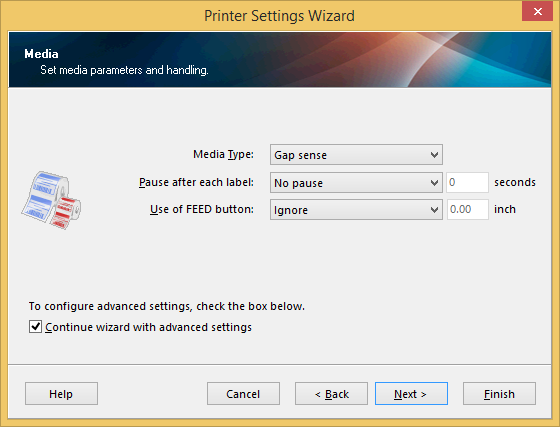 Printer Settings Wizard
Media
Set media parameters and handling.
Media Type: Gap sense
Pause after each label: No pause 0 seconds
Use of FEED button: Ignore 0.00 inch
To configure advanced settings, check the box below.
Continue wizard with advanced settings
Help Cancel < Back Next > Finish